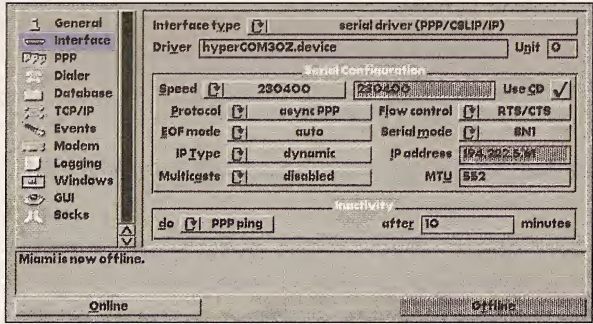 General
Interface
PPP
Dialer
Database
TCP/IP
Events
Modem
Logging
Windows
GUI
Socks
Interface type serial driver (PPP/CSLIP/IP)
Driver hyperCOM3OZ.device Unit 0
Serial Configuration
Speed 230400 230400 Use CD
Protocol async PPP Flow control RTS/CTS
EOF mode auto Serial mode 8N1
IP Type dynamic IP address
Multicasts disabled MTU 552
Inactivity
do PPP ping after 10 minutes
Miami is now offline.
Online Offline